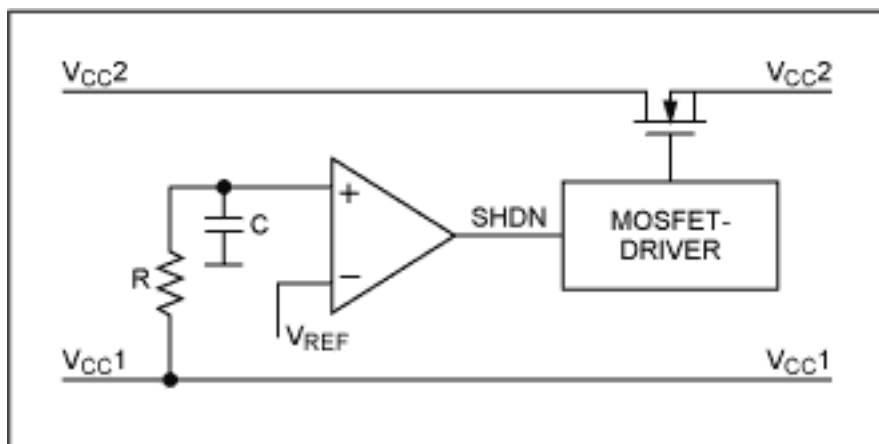 VCC2 VCC2
+
C
SHDN
MOSFET-
DRIVER
R
−
VREF
VCC1 VCC1